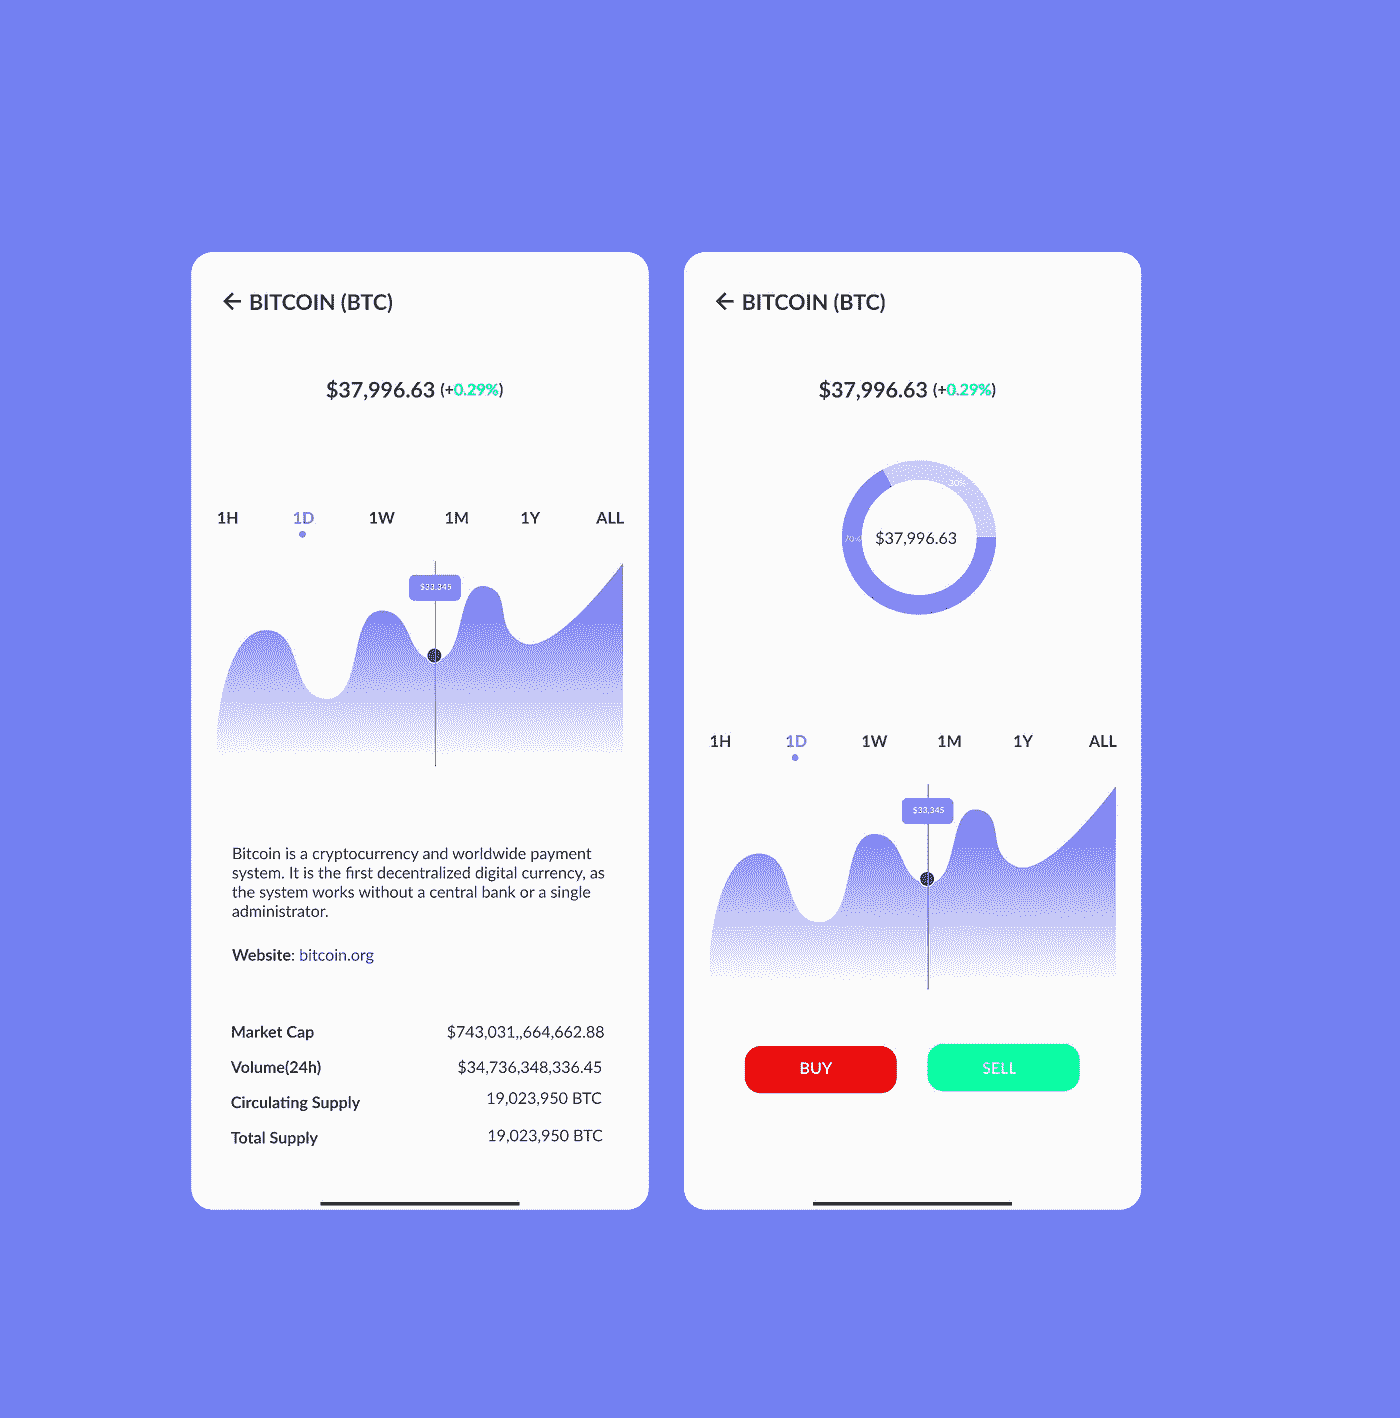 BITCOIN (BTC)
$37,996.63 (+0.29%)
1H 1D 1W 1M 1Y ALL
$33,345
Bitcoin is a cryptocurrency and worldwide payment
system. It is the first decentralized digital currency, as
the system works without a central bank or a single
administrator.
Website: bitcoin.org
Market Cap $743,031,,664,662.88
Volume(24h) $34,736,348,336.45
Circulating Supply 19,023,950 BTC
Total Supply 19,023,950 BTC
BITCOIN (BTC)
$37,996.63 (+0.29%)
30%
70%
$37,996.63
1H 1D 1W 1M 1Y ALL
$33,345
BUY SELL